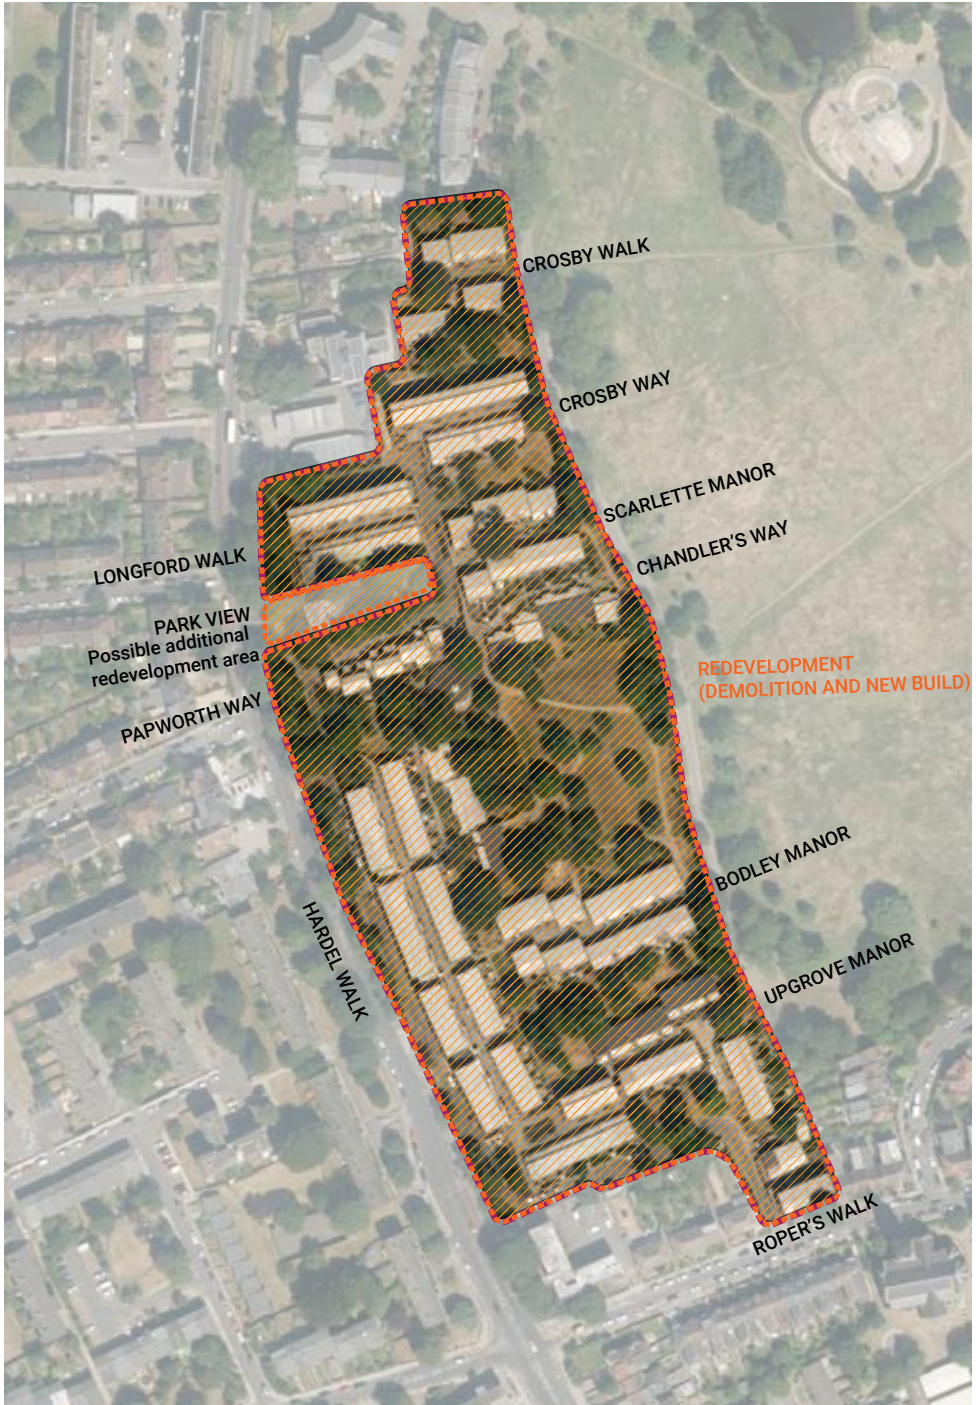 CROSBY WALK
CROSBY WAY
SCARLETTE MANOR
CHANDLER'S WAY
LONGFORD WALK
PARK VIEW
Possible additional
redevelopment area
REDEVELOPMENT
(DEMOLITION AND NEW BUILD)
PAPWORTH WAY
BODLEY MANOR
HARDEL WALK
UPGROVE MANOR
ROPER'S WALK